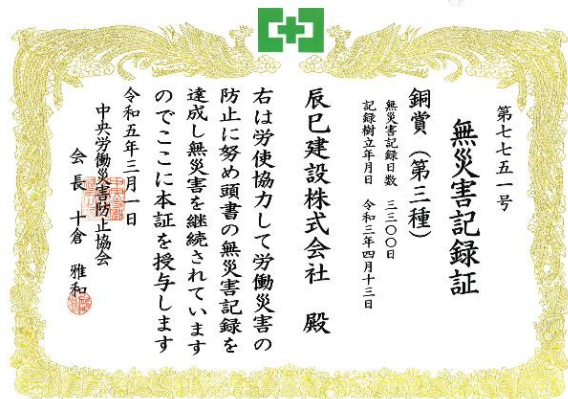 第七七五一号
無災害記録証
銅賞（第三種）
無災害記録日数 三三〇〇日
記録樹立年月日 令和三年四月十三日
辰巳建設株式会社 殿
右は労使協力して労働災害の
防止に努め頭書の無災害記録を
達成し無災害を継続されています
のでここに本証を授与します
令和五年三月一日
中央労働災害防止協会
会長 十倉 雅和